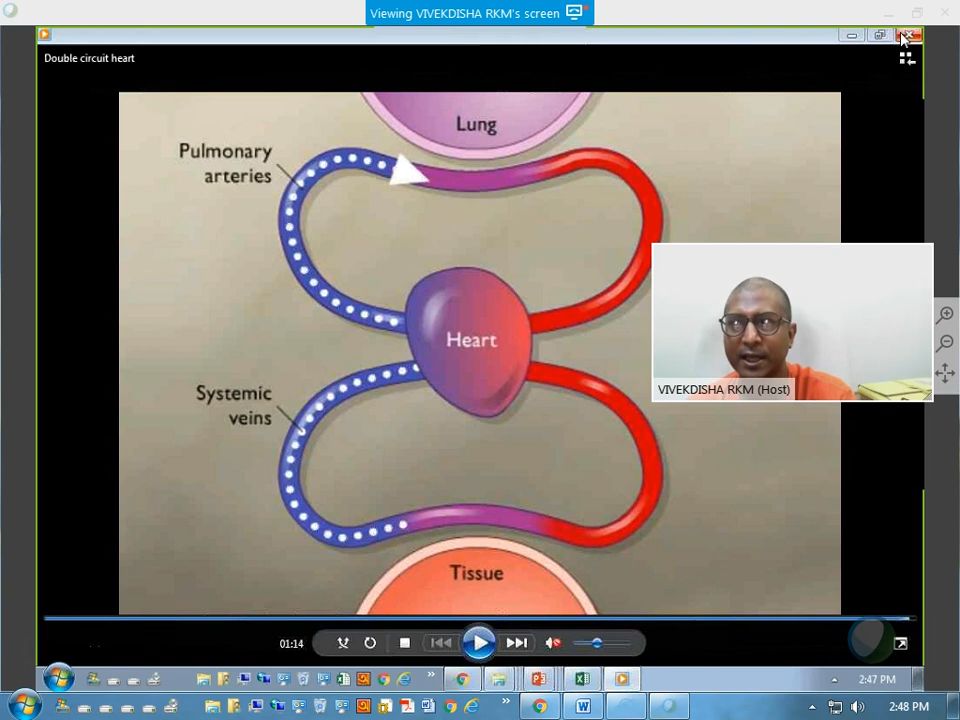 Viewing VIVEKDISHA RKM's screen
Double circuit heart
Lung
Pulmonary
arteries
Heart
VIVEKDISHA RKM (Host)
Systemic
veins
Tissue
01:14
2:47 PM
2:48 PM